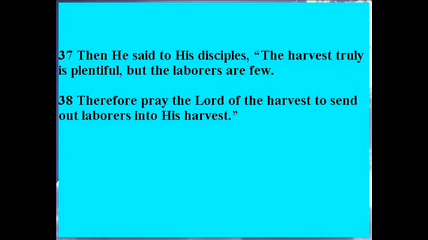 37 Then He said to His disciples, “The harvest truly
is plentiful, but the laborers are few.
38 Therefore pray the Lord of the harvest to send
out laborers into His harvest.”